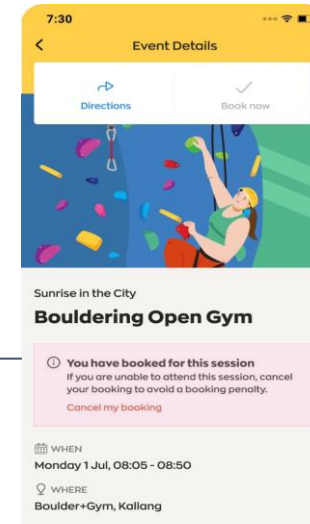 7:30
Event Details
Directions
Book now
Sunrise in the City
Bouldering Open Gym
You have booked for this session
If you are unable to attend this session, cancel
your booking to avoid a booking penalty.
Cancel my booking
WHEN
Monday 1 Jul, 08:05 - 08:50
WHERE
Boulder+Gym, Kallang